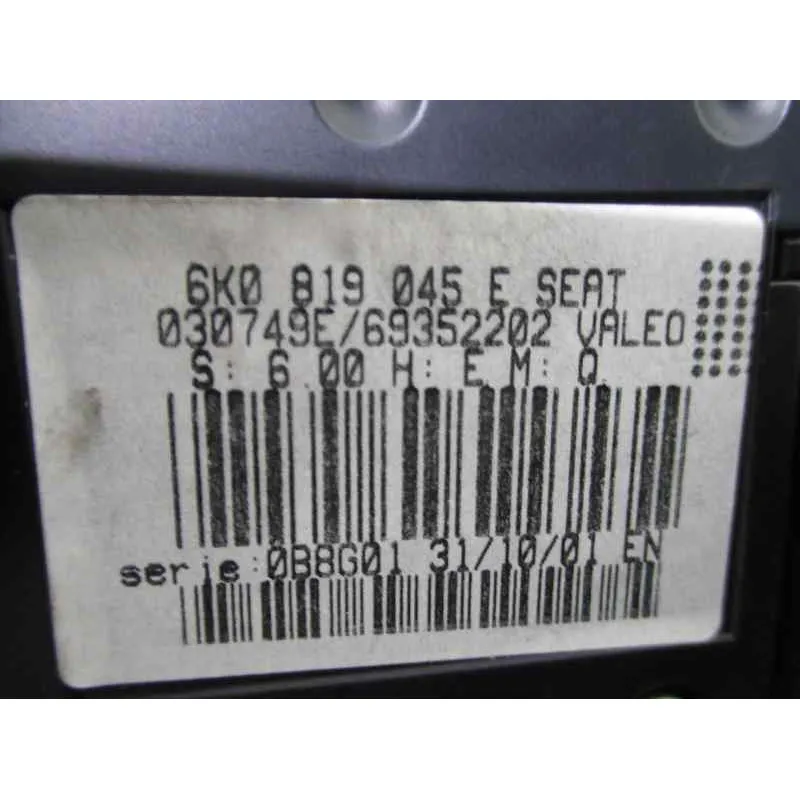 6K0 819 045 E SEAT
030749E/69352202 VALEO
S: 6.00 H: E M: Q.
serie:0B8G01 31/10/01 EN